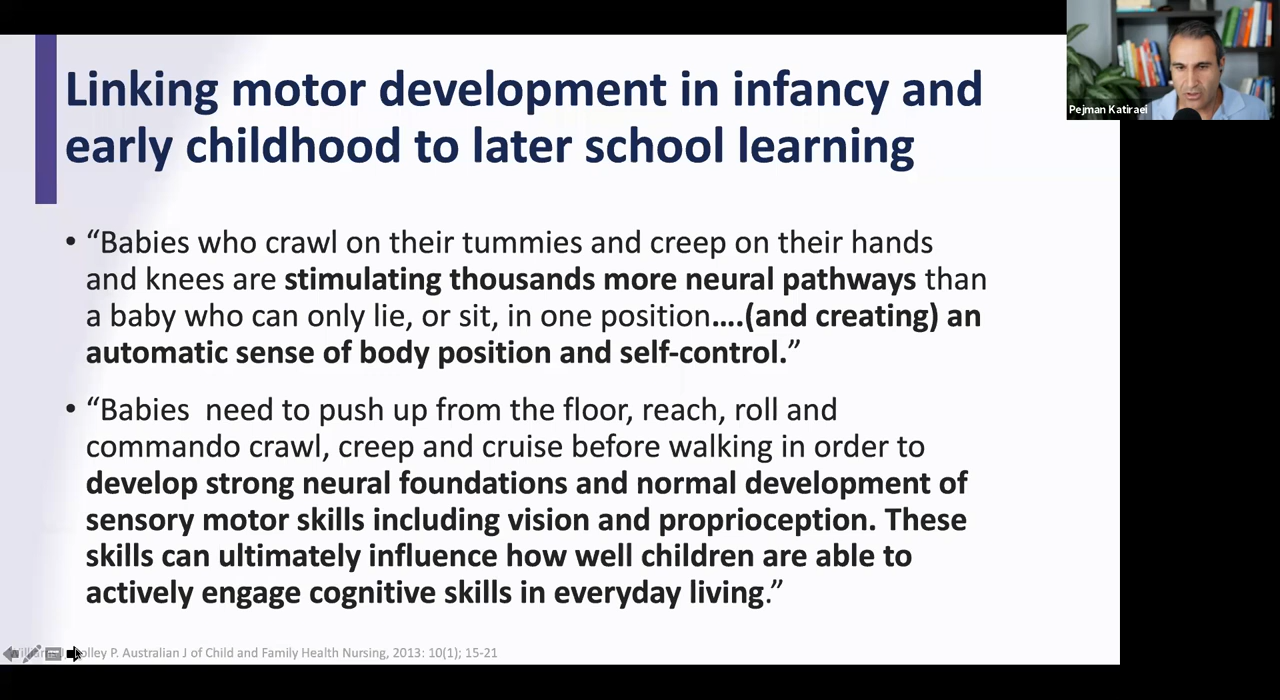 Linking motor development in infancy and
early childhood to later school learning
Pejman Katiraei
• “Babies who crawl on their tummies and creep on their hands
and knees are stimulating thousands more neural pathways than
a baby who can only lie, or sit, in one position….(and creating) an
automatic sense of body position and self-control.”
• “Babies  need to push up from the floor, reach, roll and
commando crawl, creep and cruise before walking in order to
develop strong neural foundations and normal development of
sensory motor skills including vision and proprioception. These
skills can ultimately influence how well children are able to
actively engage cognitive skills in everyday living.”
P. Australian J of Child and Family Health Nursing, 2013: 10(1); 15-21